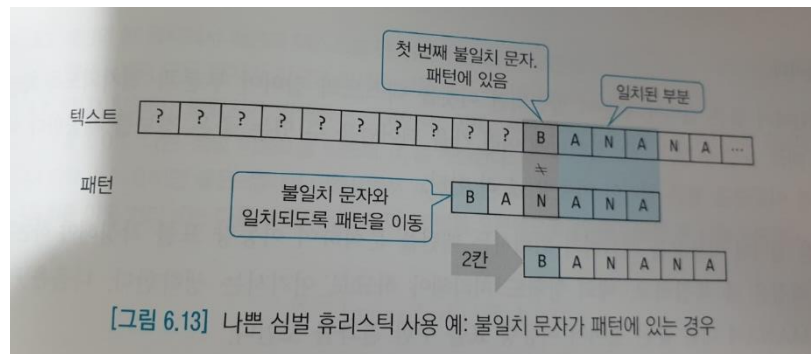 첫 번째 불일치 문자.
패턴에 있음
일치된 부분
텍스트 ? ? ? ? ? ? ? ? ? ? B A N A N A ...
≠
패턴
불일치 문자와
일치되도록 패턴을 이동
B A N A N A
2칸
B A N A N A
[그림 6.13] 나쁜 심벌 휴리스틱 사용 예: 불일치 문자가 패턴에 있는 경우